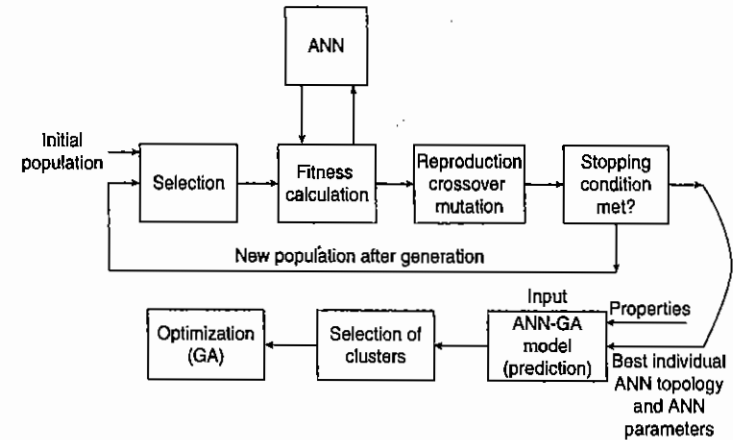 ANN
Initial
population
Selection
Fitness
calculation
Reproduction
crossover
mutation
Stopping
condition
met?
New population after generation
Input
Properties
Optimization
(GA)
Selection of
clusters
ANN-GA
model
(prediction)
Best individual
ANN topology
and ANN
parameters